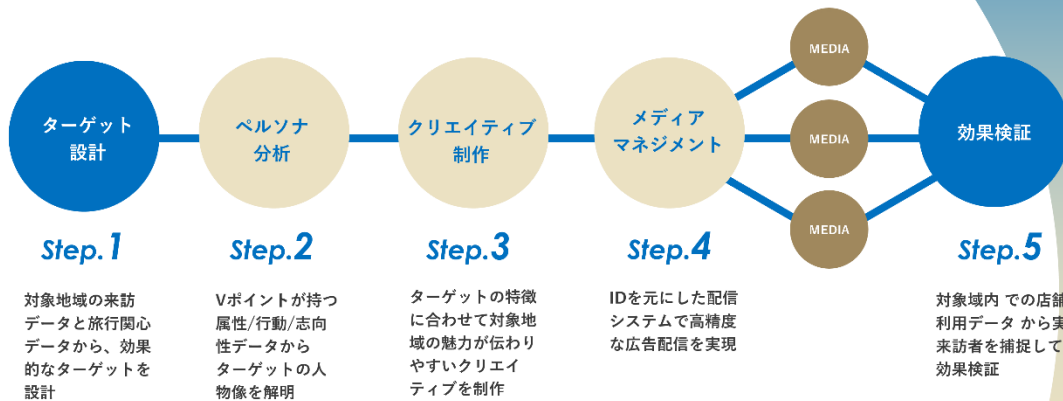 ターゲット
設計
ペルソナ
分析
クリエイティブ
制作
メディア
マネジメント
MEDIA
MEDIA
MEDIA
効果検証
Step.1
対象地域の来訪
データと旅行関心
データから、効果
的なターゲットを
設計
Step.2
Vポイントが持つ
属性/行動/志向
性データから
ターゲットの人
物像を解明
Step.3
ターゲットの特徴
に合わせて対象地
域の魅力が伝わり
やすいクリエイ
ティブを制作
Step.4
IDを元にした配信
システムで高精度
な広告配信を実現
Step.5
対象域内 での店舗
利用データ から実
来訪者を捕捉して
効果検証